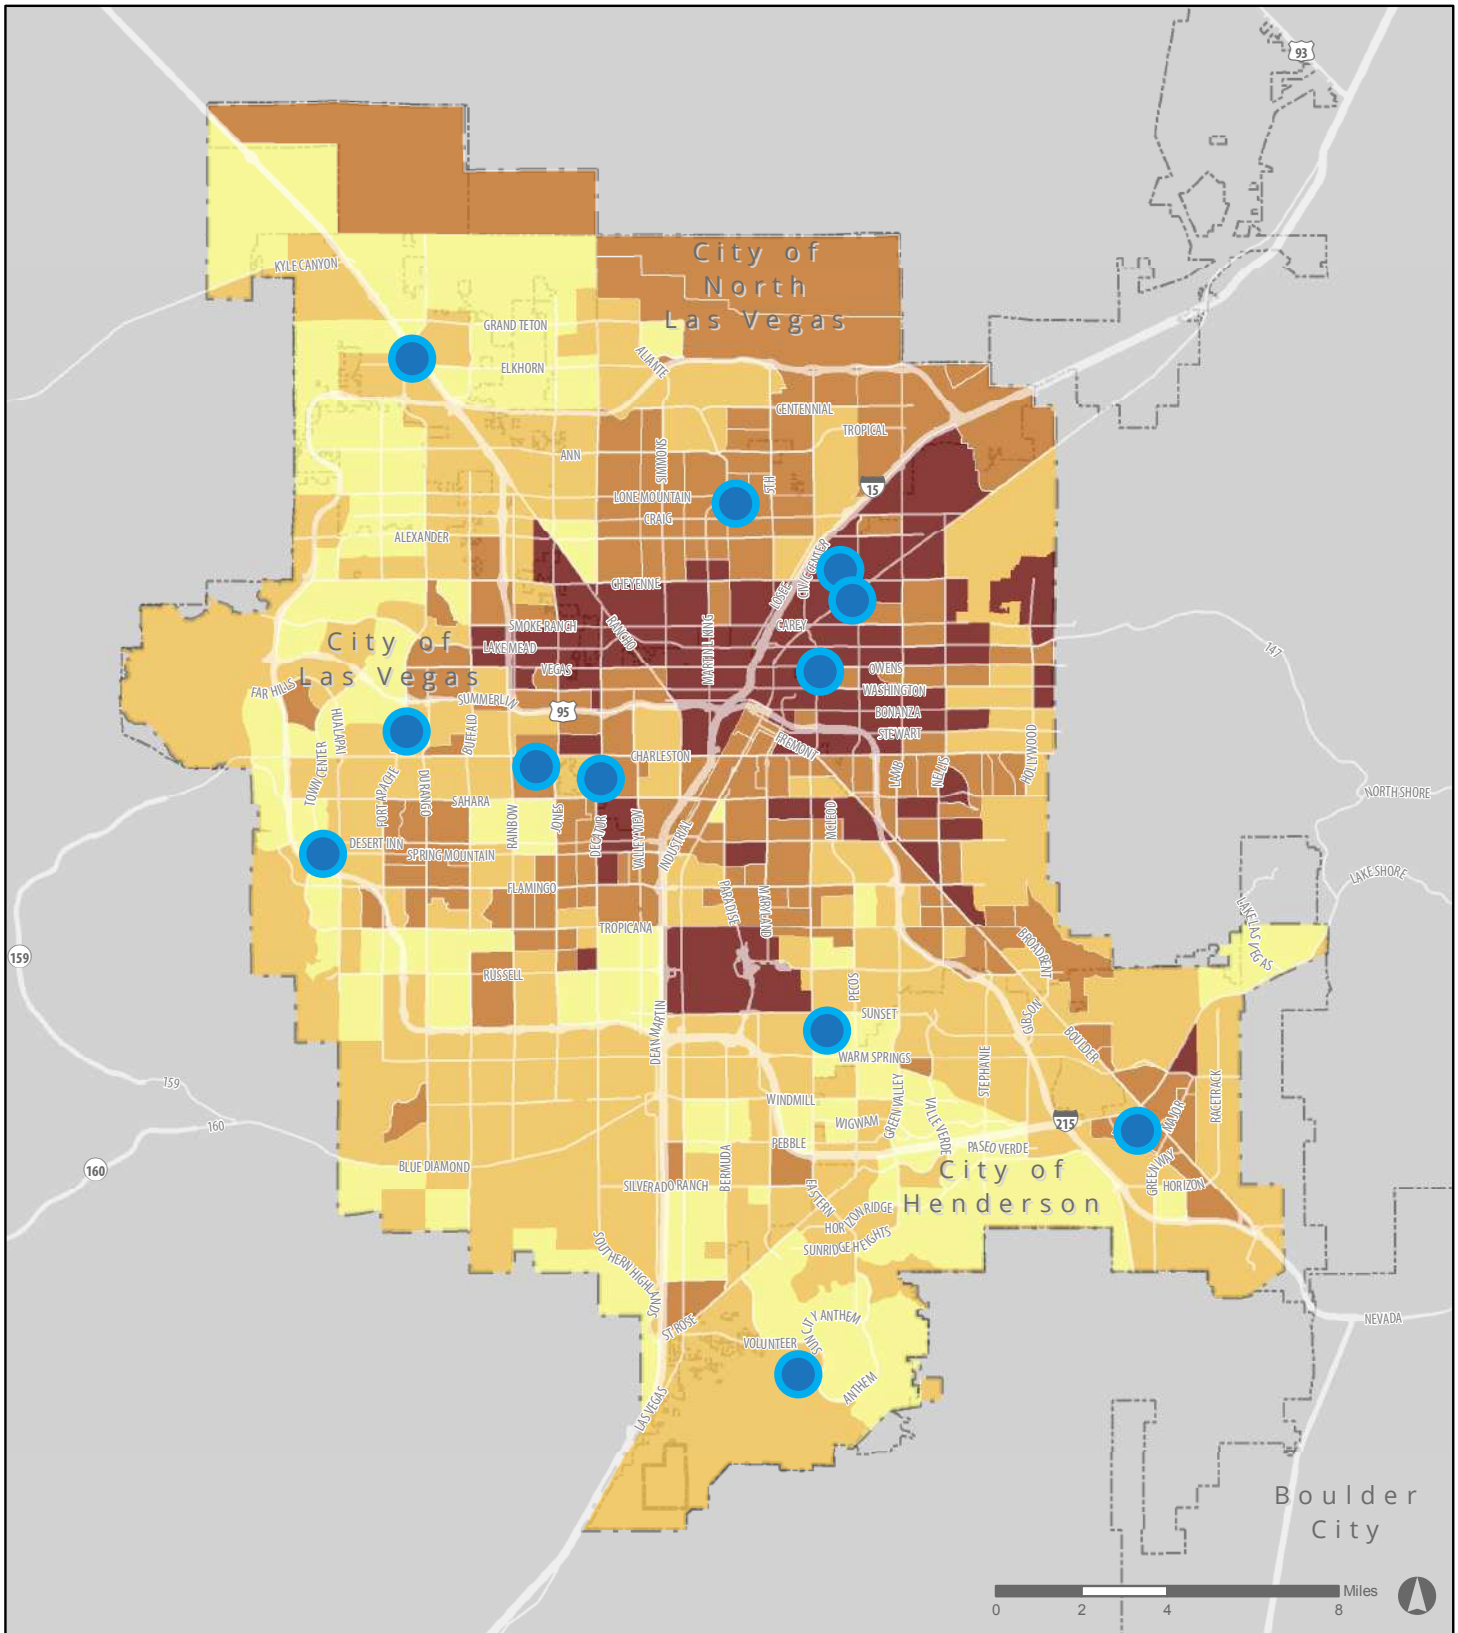 93
City of
North
Las Vegas
KYLE CANYON
GRAND TETON
ELKHORN
ALIANTE
CENTENNIAL
TROPICAL
ANN
SIMMONS
LONE MOUNTAIN
5TH
15
CRAIG
ALEXANDER
CHEYENNE
LOSEE
CIVIC CENTER
SMOKE RANCH
RANCHO
CAREY
City of
Las Vegas
LAKE MEAD
MARTIN L KING
147
VEGAS
OWENS
FAR HILLS
SUMMERLIN
WASHINGTON
95
BONANZA
HUALAPAI
BUFFALO
STEWART
FREMONT
CHARLESTON
HOLLYWOOD
TOWN CENTER
FORT APACHE
DURANGO
LAMB
NELLIS
NORTH SHORE
SAHARA
RAINBOW
JONES
DECATUR
VALLEY VIEW
INDUSTRIAL
MCLEOD
DESERT INN
SPRING MOUNTAIN
LAKE SHORE
FLAMINGO
PARADISE
MARYLAND
LAKE LAS VEGAS
TROPICANA
BROADBENT
159
RUSSELL
PECOS
SUNSET
GIBSON
DEAN MARTIN
BOULDER
WARM SPRINGS
STEPHANIE
159
RACETRACK
WINDMILL
GREEN VALLEY
VALLE VERDE
MAJOR
160
WIGWAM
215
PEBBLE
PASEO VERDE
160
BLUE DIAMOND
BERMUDA
City of
Henderson
GREENWAY
SILVERADO RANCH
HORIZON
EASTERN
HORIZON RIDGE
SUNRIDGE HEIGHTS
SOUTHERN HIGHLANDS
ST ROSE
SUN CITY ANTHEM
NEVADA
VOLUNTEER
ANTHEM
LAS VEGAS
Boulder
City
Miles
0 2 4 8